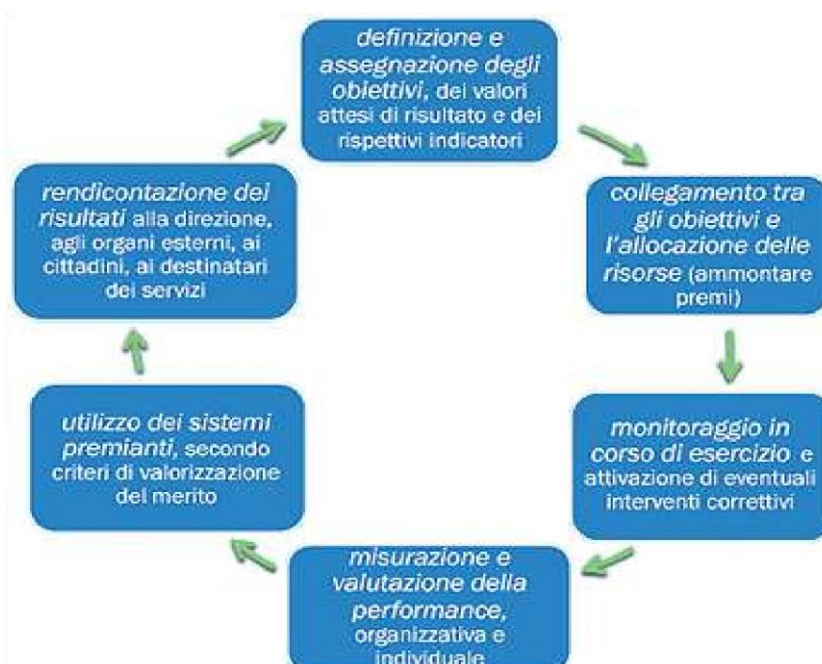 definizione e
assegnazione degli
obiettivi, dei valori
attesi di risultato e dei
rispettivi indicatori
collegamento tra
gli obiettivi e
l'allocazione delle
risorse (ammontare
premi)
monitoraggio in
corso di esercizio e
attivazione di eventuali
interventi correttivi
misurazione e
valutazione della
performance,
organizzativa e
individuale
utilizzo dei sistemi
premianti, secondo
criteri di valorizzazione
del merito
rendicontazione dei
risultati alla direzione,
agli organi esterni, ai
cittadini, ai destinatari
dei servizi